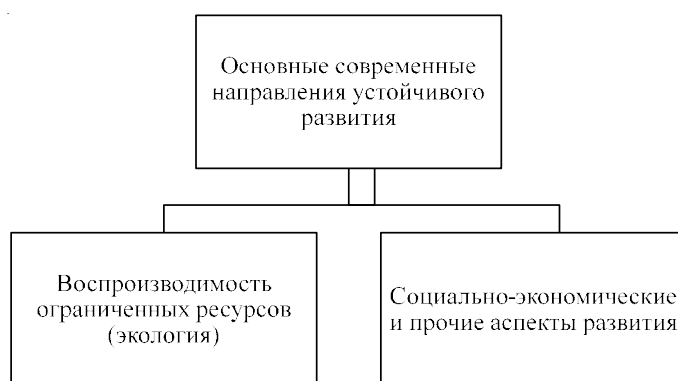 Основные современные
направления устойчивого
развития
Воспроизводимость
ограниченных ресурсов
(экология)
Социально-экономические
и прочие аспекты развития